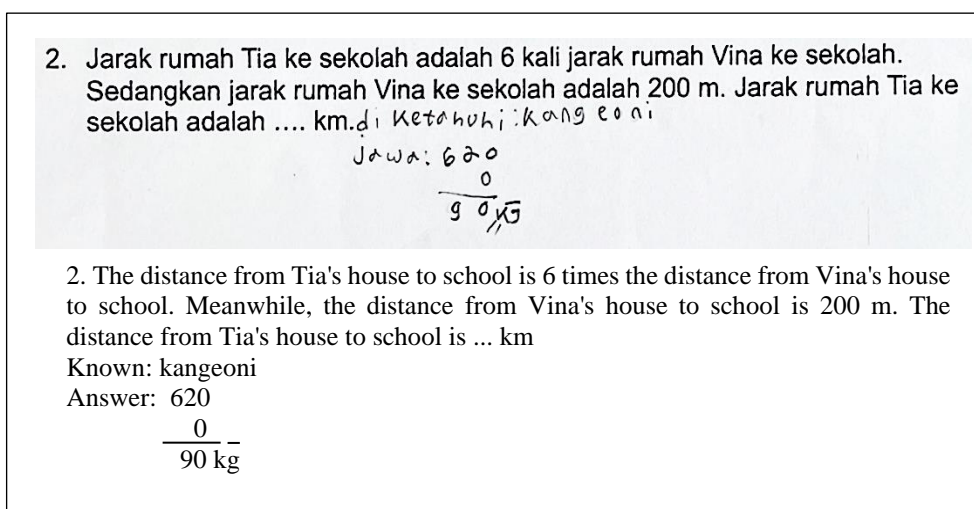 2. Jarak rumah Tia ke sekolah adalah 6 kali jarak rumah Vina ke sekolah.
Sedangkan jarak rumah Vina ke sekolah adalah 200 m. Jarak rumah Tia ke
sekolah adalah .... km. di Ketahuhi : Kangeoni
Jawa: 620
0
90 kg
2. The distance from Tia's house to school is 6 times the distance from Vina's house
to school. Meanwhile, the distance from Vina's house to school is 200 m. The
distance from Tia's house to school is ... km
Known: kangeoni
Answer: 620
0
90 kg